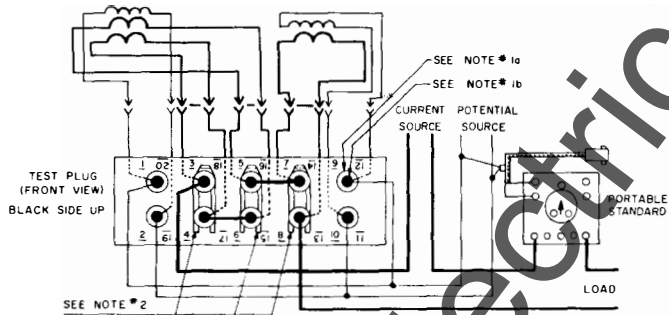 SEE NOTE # 1a
SEE NOTE # 1b
CURRENT SOURCE
POTENTIAL SOURCE
TEST PLUG
(FRONT VIEW)
BLACK SIDE UP
1 20 3 18 5 16 7 14 9 12
2 19 4 17 6 15 8 13 10 11
PORTABLE
STANDARD
LOAD
SEE NOTE # 2
ectric